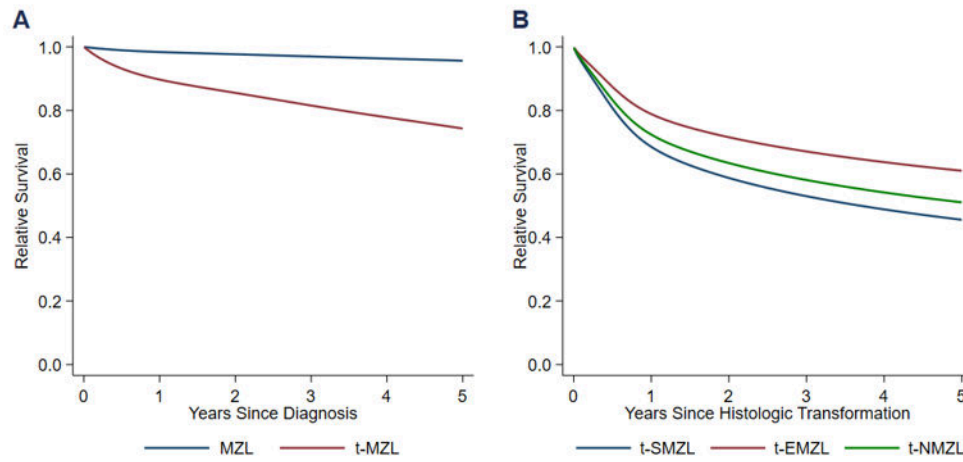 A
Relative Survival
1.0
0.8
0.6
0.4
0.2
0.0
0 1 2 3 4 5
Years Since Diagnosis
MZL t-MZL
B
Relative Survival
1.0
0.8
0.6
0.4
0.2
0.0
0 1 2 3 4 5
Years Since Histologic Transformation
t-SMZL t-EMZL t-NMZL